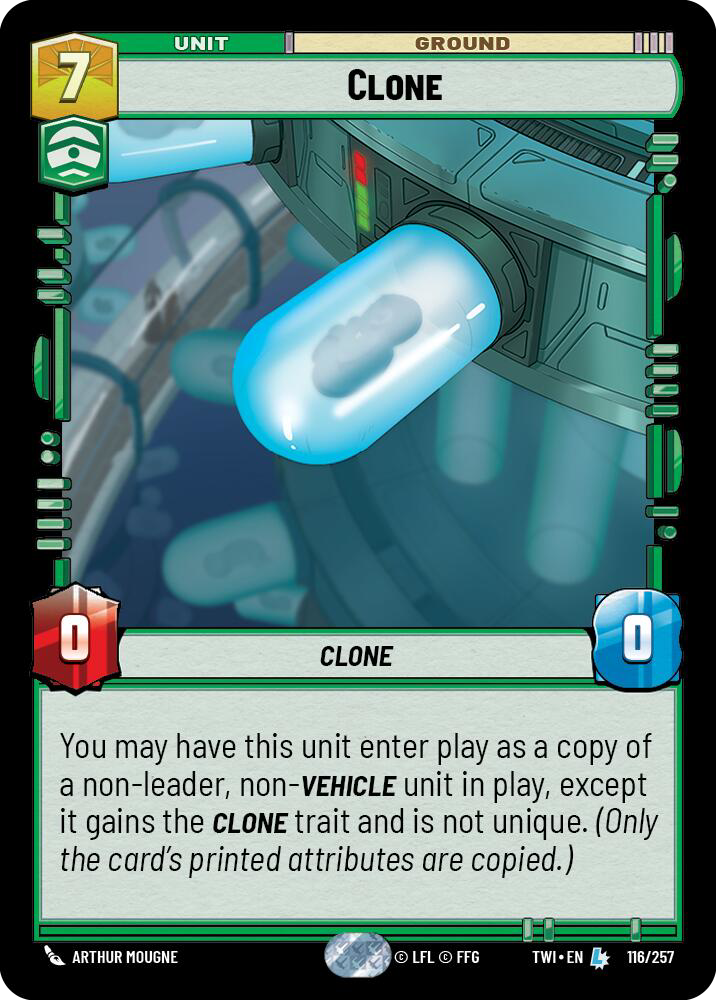 UNIT
GROUND
7
CLONE
0
0
CLONE
You may have this unit enter play as a copy of
a non-leader, non-VEHICLE unit in play, except
it gains the CLONE trait and is not unique. (Only
the card's printed attributes are copied.)
ARTHUR MOUGNE
© LFL © FFG
TWI•EN
L
116/257